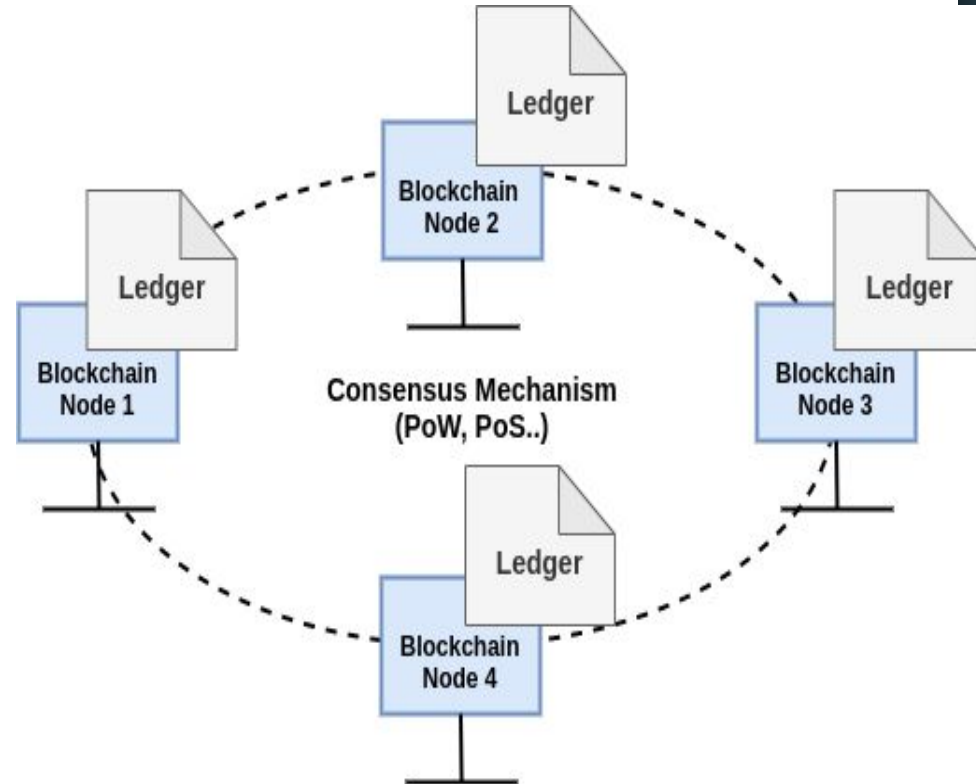 Ledger
Blockchain
Node 2
Ledger
Blockchain
Node 1
Ledger
Blockchain
Node 3
Consensus Mechanism
(PoW, PoS..)
Ledger
Blockchain
Node 4